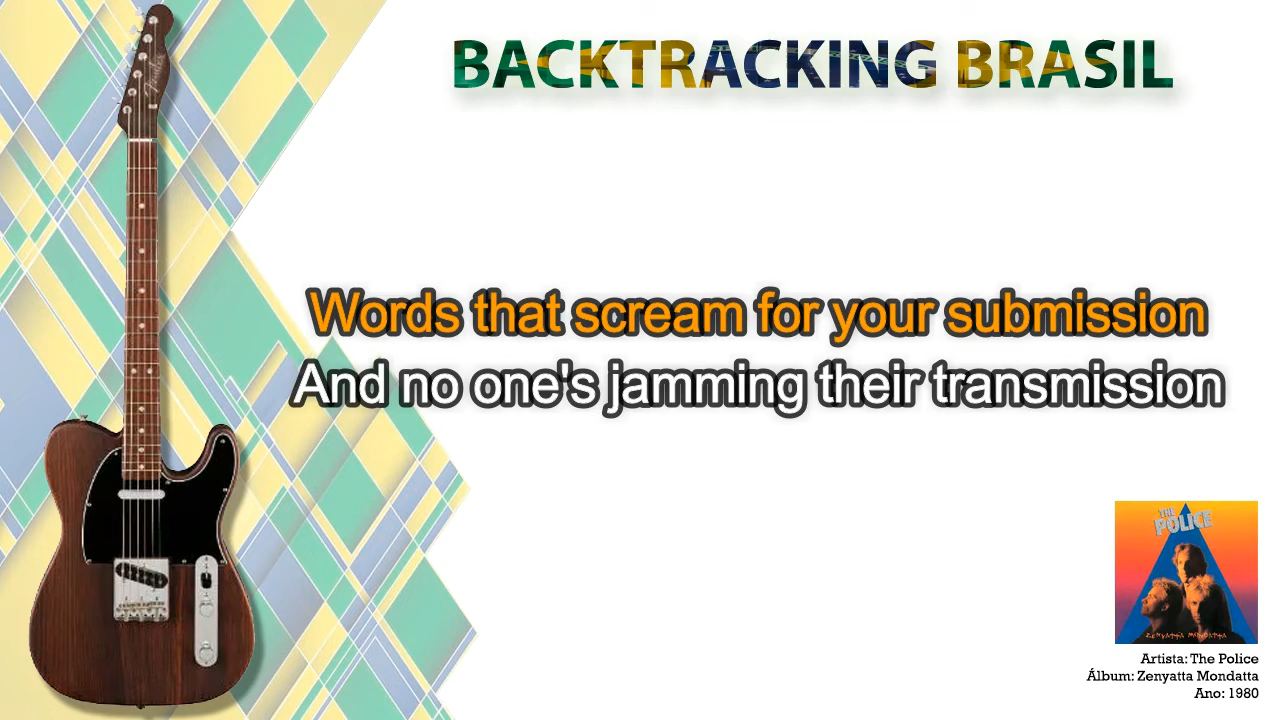 BACKTRACKING BRASIL
Fender
Words that scream for your submission
And no one's jamming their transmission
THE
POLICE
ZENYATTA MONDATTA
Artista: The Police
Álbum: Zenyatta Mondatta
Ano: 1980